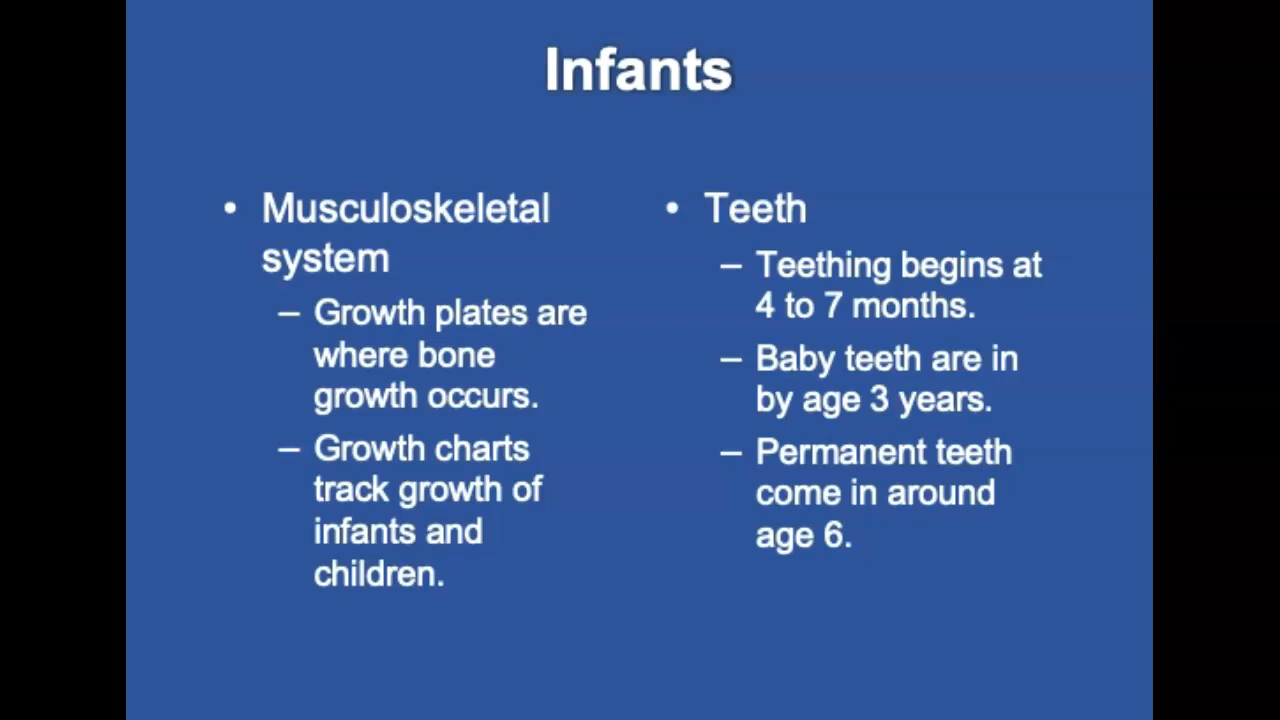 Infants
• Musculoskeletal
system
– Growth plates are
where bone
growth occurs.
– Growth charts
track growth of
infants and
children.
• Teeth
– Teething begins at
4 to 7 months.
– Baby teeth are in
by age 3 years.
– Permanent teeth
come in around
age 6.